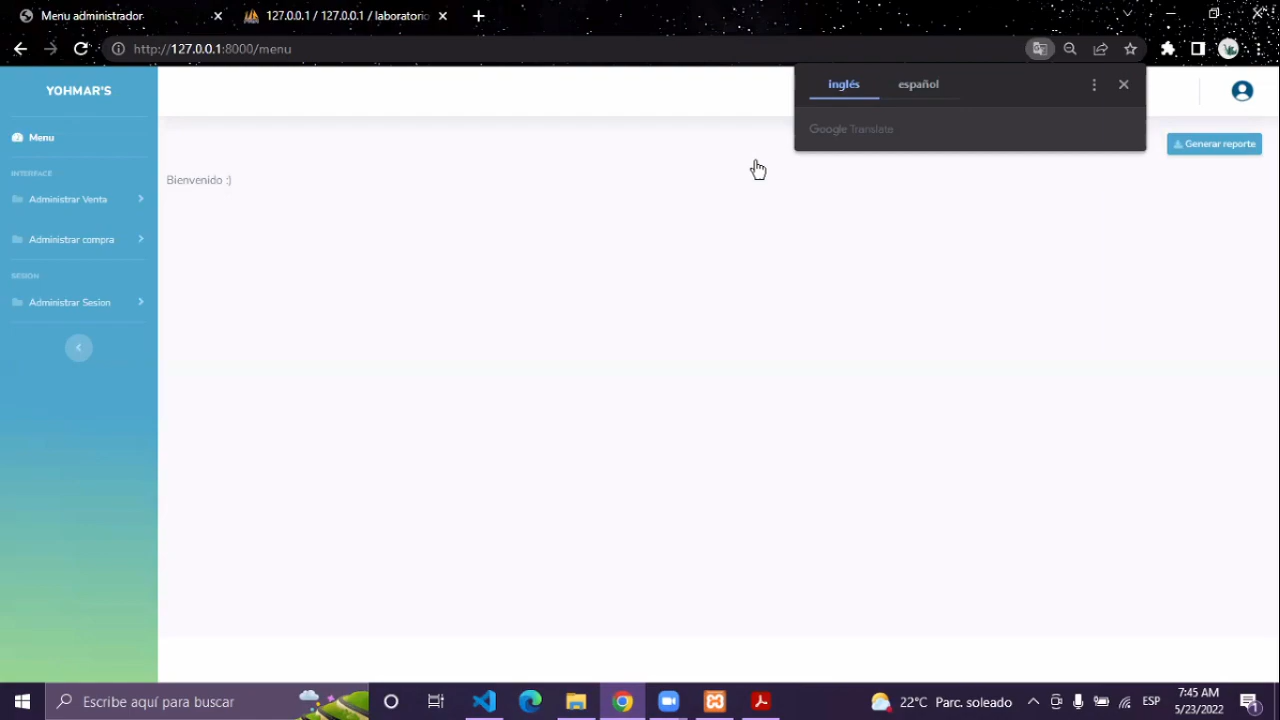 Menu administrador
127.0.0.1 / 127.0.0.1 / laboratorio
http://127.0.0.1:8000/menu
YOHMAR'S
Menu
INTERFACE
Administrar Venta
Administrar compra
SESION
Administrar Sesion
inglés español
Google Translate
Generar reporte
Bienvenido :)
Escribe aquí para buscar
22°C Parc. soleado
ESP
7:45 AM
5/23/2022
1